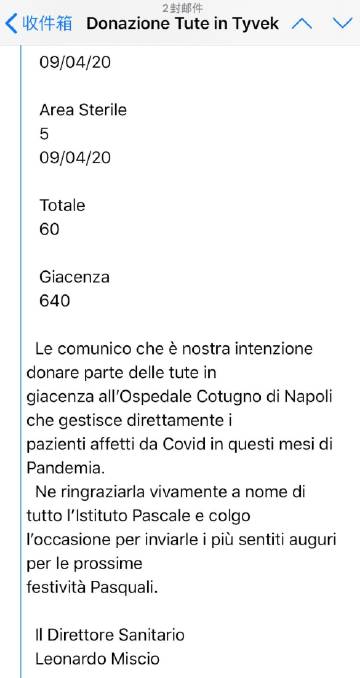 2封邮件
收件箱 Donazione Tute in Tyvek
09/04/20
Area Sterile
5
09/04/20
Totale
60
Giacenza
640
Le comunico che è nostra intenzione
donare parte delle tute in
giacenza all'Ospedale Cotugno di Napoli
che gestisce direttamente i
pazienti affetti da Covid in questi mesi di
Pandemia.
Ne ringraziarla vivamente a nome di
tutto l'Istituto Pascale e colgo
l'occasione per inviarle i più sentiti auguri
per le prossime
festività Pasquali.
Il Direttore Sanitario
Leonardo Miscio